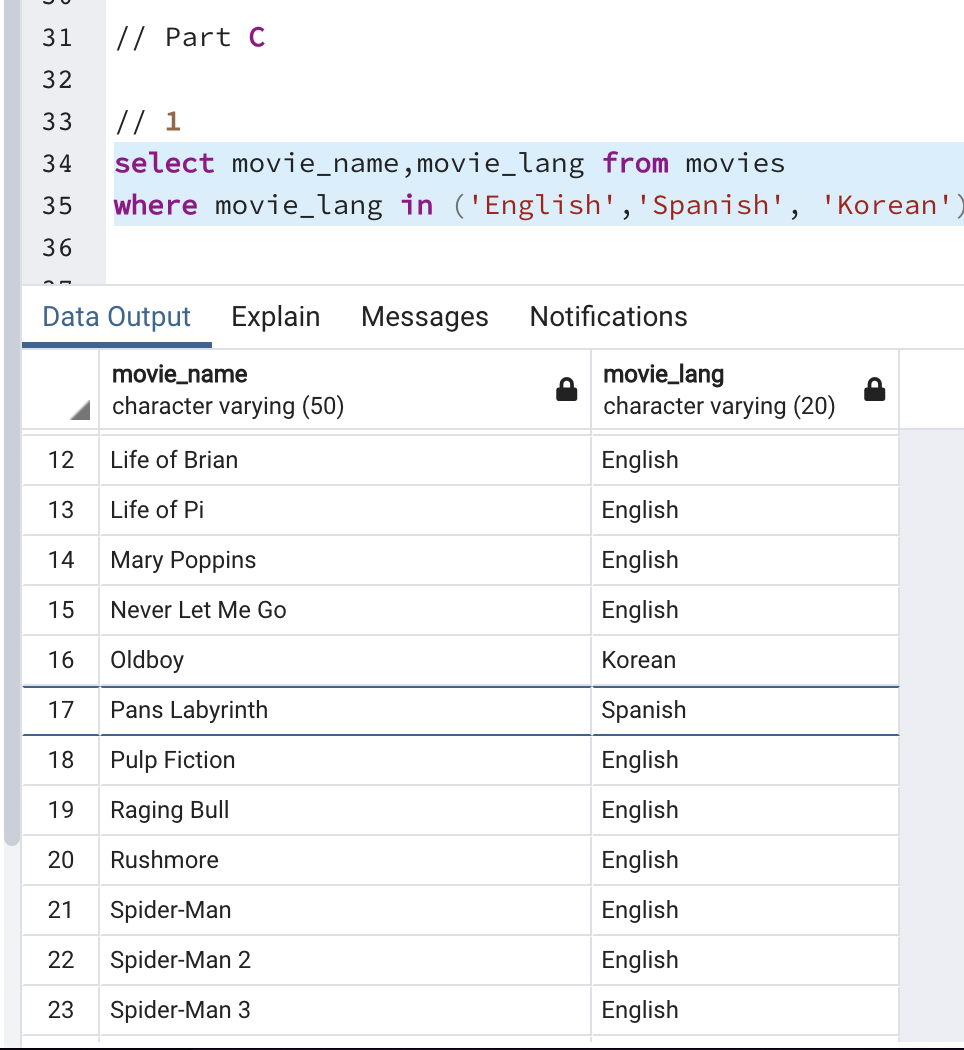 31 // Part C
32
33 // 1
34 select movie_name,movie_lang from movies
35 where movie_lang in ('English','Spanish', 'Korean')
36
Data Output Explain Messages Notifications
movie_name movie_lang
character varying (50) character varying (20)
12 Life of Brian English
13 Life of Pi English
14 Mary Poppins English
15 Never Let Me Go English
16 Oldboy Korean
17 Pans Labyrinth Spanish
18 Pulp Fiction English
19 Raging Bull English
20 Rushmore English
21 Spider-Man English
22 Spider-Man 2 English
23 Spider-Man 3 English